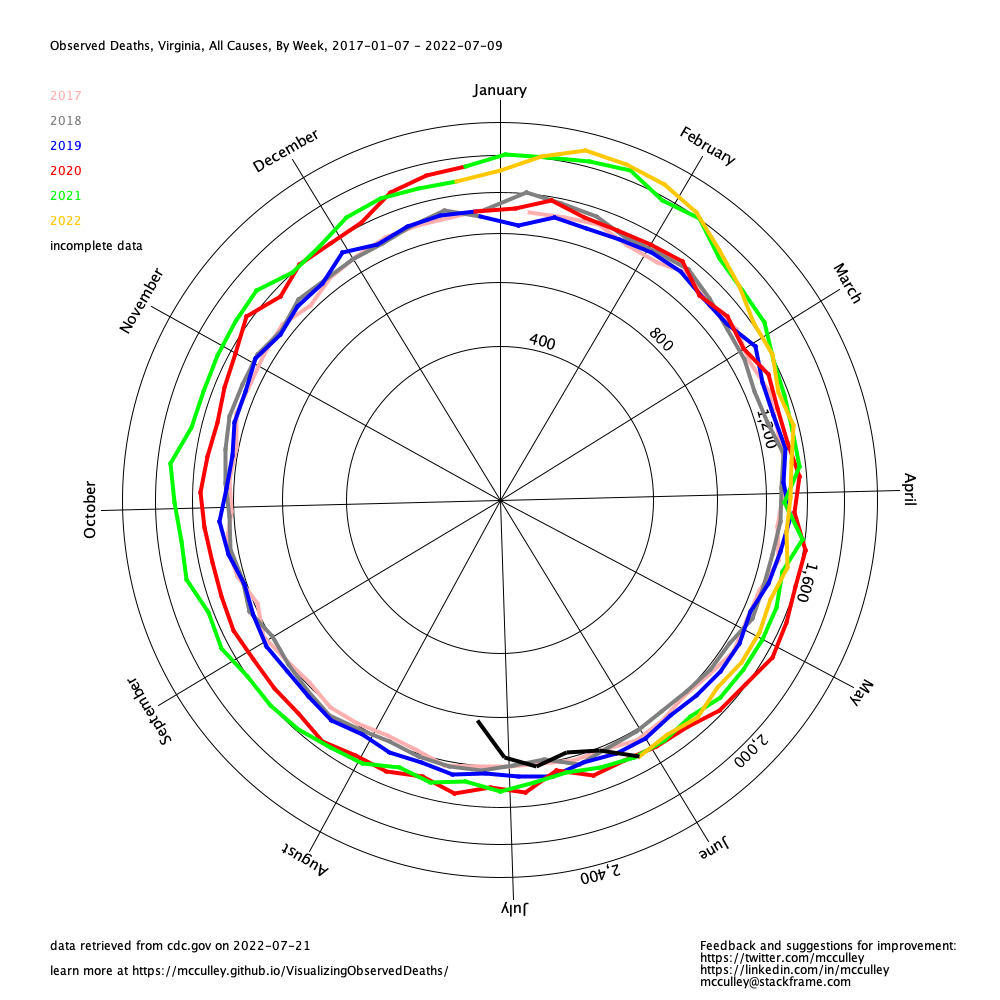 Observed Deaths, Virginia, All Causes, By Week, 2017-01-07 - 2022-07-09
2017
2018
2019
2020
2021
2022
incomplete data
January
February
March
April
May
June
July
August
September
October
November
December
400
800
1,200
1,600
2,000
2,400
data retrieved from cdc.gov on 2022-07-21
learn more at https://mcculley.github.io/VisualizingObservedDeaths/
Feedback and suggestions for improvement:
https://twitter.com/mcculley
https://linkedin.com/in/mcculley
mcculley@stackframe.com